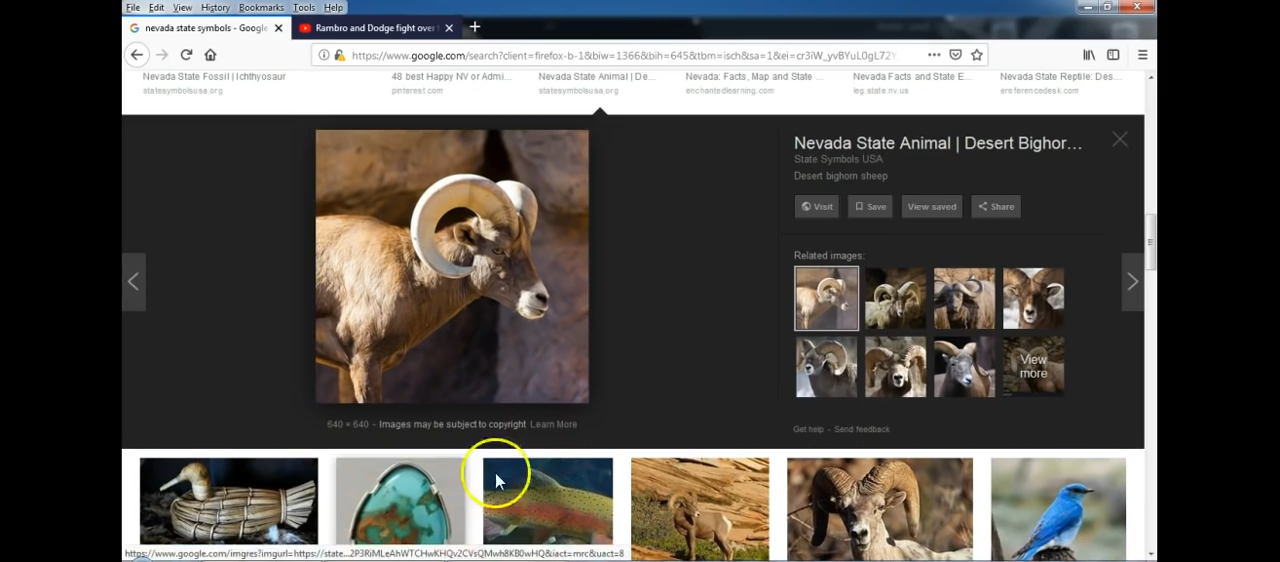 File Edit View History Bookmarks Tools Help
nevada state symbols - Google
Rambro and Dodge fight over
https://www.google.com/search?client=firefox-b-1&biw=1366&bih=645&tbm=isch&sa=1&ei=cr3iW_yvBYuL0gL72Y
Nevada State Fossil | Ichthyosaur
statesymbolsusa.org
48 best Happy NV or Admi...
pinterest.com
Nevada State Animal | De...
statesymbolsusa.org
Nevada: Facts, Map and State ...
enchantedlearning.com
Nevada Facts and State E...
leg.state.nv.us
Nevada State Reptile: Des...
ereferencedesk.com
Nevada State Animal | Desert Bighor...
State Symbols USA
Desert bighorn sheep
Visit Save View saved Share
Related images:
View
more
640 × 640 - Images may be subject to copyright Learn More
Get help - Send feedback
https://www.google.com/imgres?imgurl=https://state...2P3RiMLeAhWTCHwKHQv2CVsQMwh8KB0wHQ&iact=mrc&uact=8